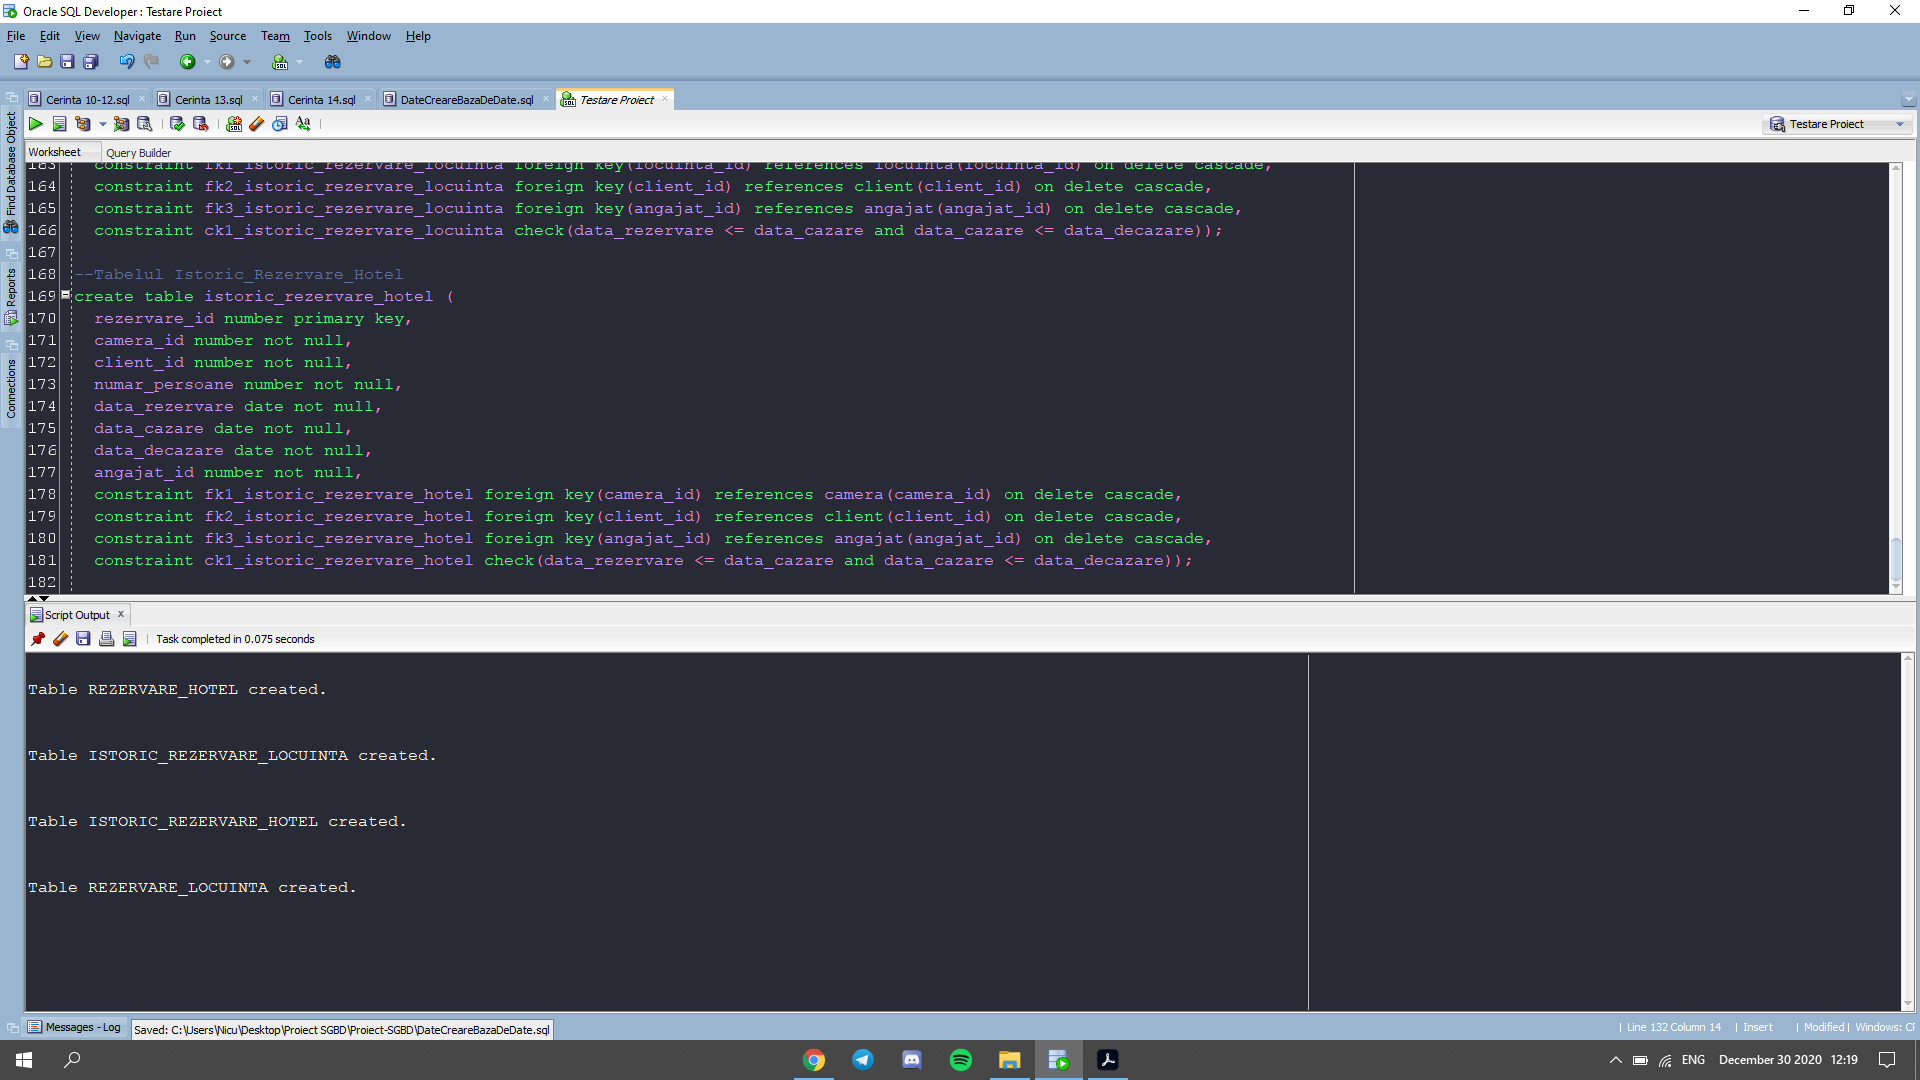 Oracle SQL Developer : Testare Proiect
File Edit View Navigate Run Source Team Tools Window Help
Cerinta 10-12.sql Cerinta 13.sql Cerinta 14.sql DateCreareBazaDeDate.sql Testare Proiect
Testare Proiect
Worksheet Query Builder
Find Database Object
Reports
Connections
163 constraint fk1_istoric_rezervare_locuinta foreign key(locuinta_id) references locuinta(locuinta_id) on delete cascade,
164 constraint fk2_istoric_rezervare_locuinta foreign key(client_id) references client(client_id) on delete cascade,
165 constraint fk3_istoric_rezervare_locuinta foreign key(angajat_id) references angajat(angajat_id) on delete cascade,
166 constraint ck1_istoric_rezervare_locuinta check(data_rezervare <= data_cazare and data_cazare <= data_decazare));
167
168 --Tabelul Istoric_Rezervare_Hotel
169 create table istoric_rezervare_hotel (
170 rezervare_id number primary key,
171 camera_id number not null,
172 client_id number not null,
173 numar_persoane number not null,
174 data_rezervare date not null,
175 data_cazare date not null,
176 data_decazare date not null,
177 angajat_id number not null,
178 constraint fk1_istoric_rezervare_hotel foreign key(camera_id) references camera(camera_id) on delete cascade,
179 constraint fk2_istoric_rezervare_hotel foreign key(client_id) references client(client_id) on delete cascade,
180 constraint fk3_istoric_rezervare_hotel foreign key(angajat_id) references angajat(angajat_id) on delete cascade,
181 constraint ck1_istoric_rezervare_hotel check(data_rezervare <= data_cazare and data_cazare <= data_decazare));
182
Script Output
Task completed in 0.075 seconds
Table REZERVARE_HOTEL created.
Table ISTORIC_REZERVARE_LOCUINTA created.
Table ISTORIC_REZERVARE_HOTEL created.
Table REZERVARE_LOCUINTA created.
Messages - Log Saved: C:\Users\Nicu\Desktop\Proiect SGBD\Proiect-SGBD\DateCreareBazaDeDate.sql
Line 132 Column 14 Insert Modified Windows: CF
ENG December 30 2020 12:19